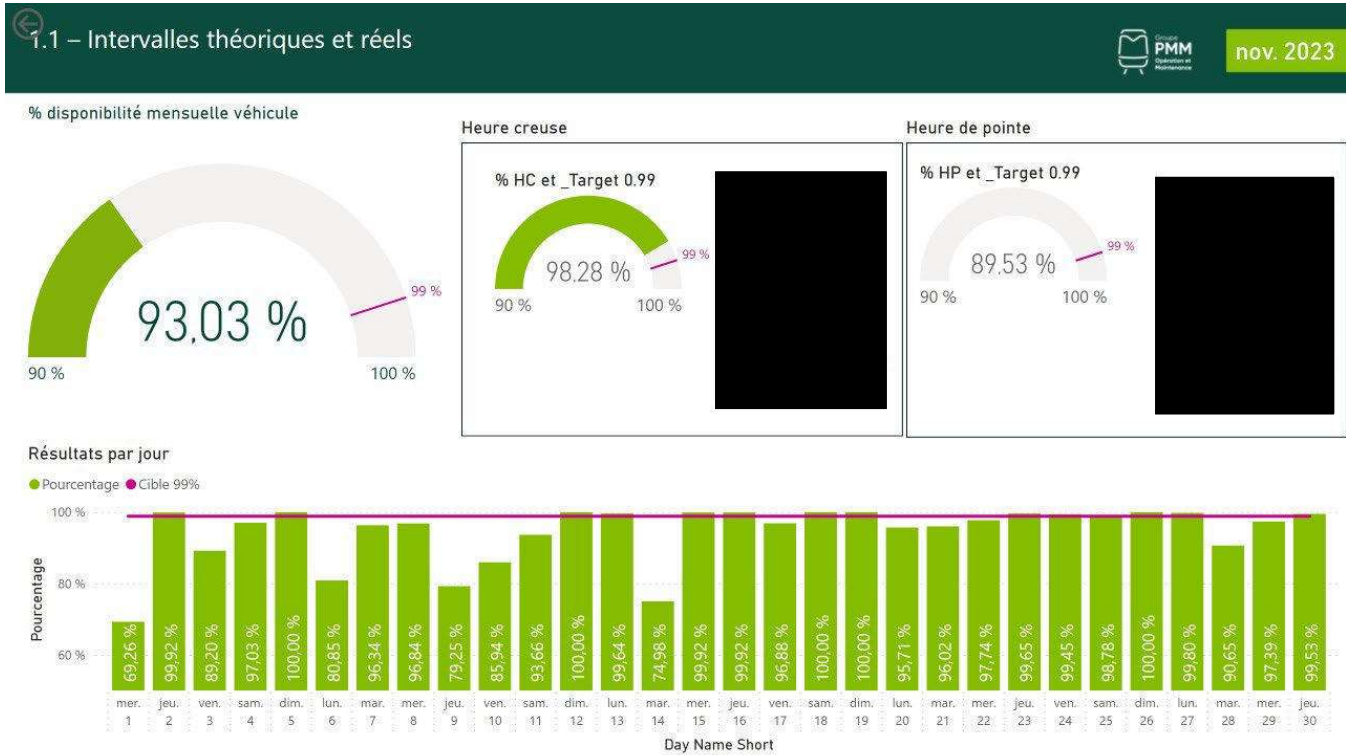 1.1 – Intervalles théoriques et réels
Groupe
PMM
Opération et
Maintenance
nov. 2023
% disponibilité mensuelle véhicule
93,03 %
99 %
90 %
100 %
Heure creuse
% HC et _Target 0.99
98,28 %
99 %
90 %
100 %
Heure de pointe
% HP et _Target 0.99
89,53 %
99 %
90 %
100 %
Résultats par jour
Pourcentage Cible 99%
Pourcentage
100 %
80 %
60 %
69,26 % 99,92 % 89,20 % 97,03 % 100,00 % 80,85 % 96,34 % 96,84 % 79,25 % 85,94 % 93,66 % 100,00 % 99,64 % 74,98 % 99,92 % 99,92 % 96,88 % 100,00 % 100,00 % 95,71 % 96,02 % 97,74 % 99,65 % 99,45 % 98,78 % 100,00 % 99,80 % 90,65 % 97,39 % 99,53 %
mer. jeu. ven. sam. dim. lun. mar. mer. jeu. ven. sam. dim. lun. mar. mer. jeu. ven. sam. dim. lun. mar. mer. jeu. ven. sam. dim. lun. mar. mer. jeu.
1 2 3 4 5 6 7 8 9 10 11 12 13 14 15 16 17 18 19 20 21 22 23 24 25 26 27 28 29 30
Day Name Short